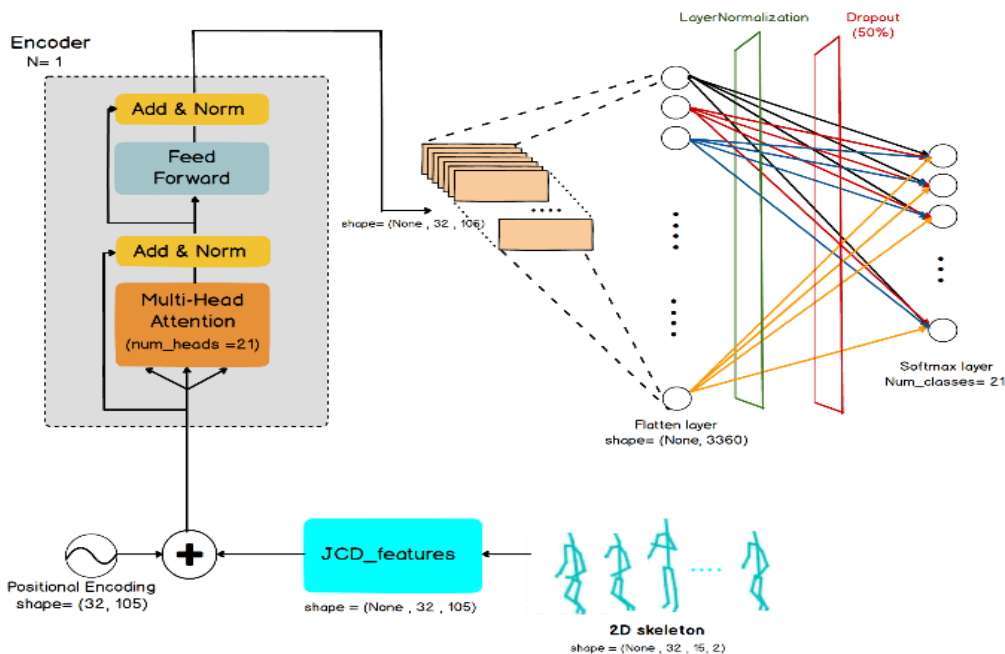 Encoder
N= 1
Add & Norm
Feed
Forward
Add & Norm
Multi-Head
Attention
(num_heads =21)
LayerNormalization
Dropout
(50%)
shape= (None , 32 , 105)
Flatten layer
shape= (None, 3360)
Softmax layer
Num_classes= 21
Positional Encoding
shape= (32, 105)
+
JCD_features
shape = (None , 32 , 105)
2D skeleton
shape = (None , 32 , 15, 2)